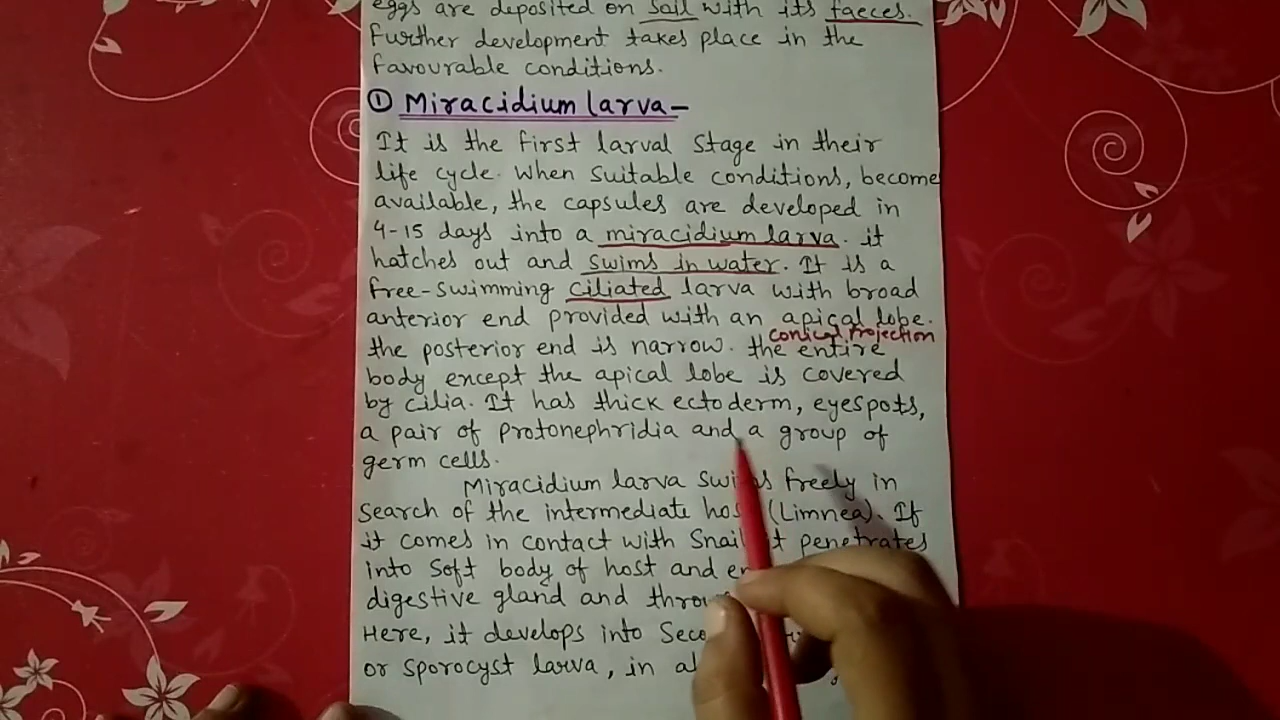 eggs are deposited on soil with its faeces.
Further development takes place in the
favourable conditions.
① Miracidium larva-
It is the first larval stage in their
life cycle. When suitable conditions, become
available, the capsules are developed in
4-15 days into a miracidium larva. it
hatches out and swims in water. It is a
free-swimming ciliated larva with broad
anterior end provided with an apical lobe.
conical Projection
the posterior end is narrow. the entire
body except the apical lobe is covered
by cilia. It has thick ectoderm, eyespots,
a pair of protonephridia and a group of
germ cells.
Miracidium larva swims freely in
search of the intermediate host (Limnea). If
it comes in contact with Snail it penetrates
into soft body of host and
digestive gland and
Here, it develops into
or sporocyst larva, in